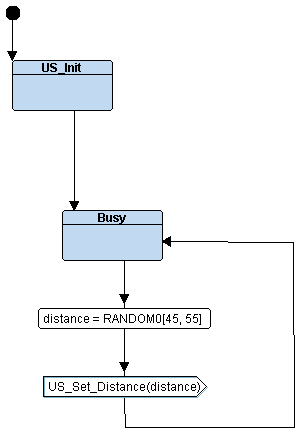 US_Init
Busy
distance = RANDOM0[45, 55]
US_Set_Distance(distance)